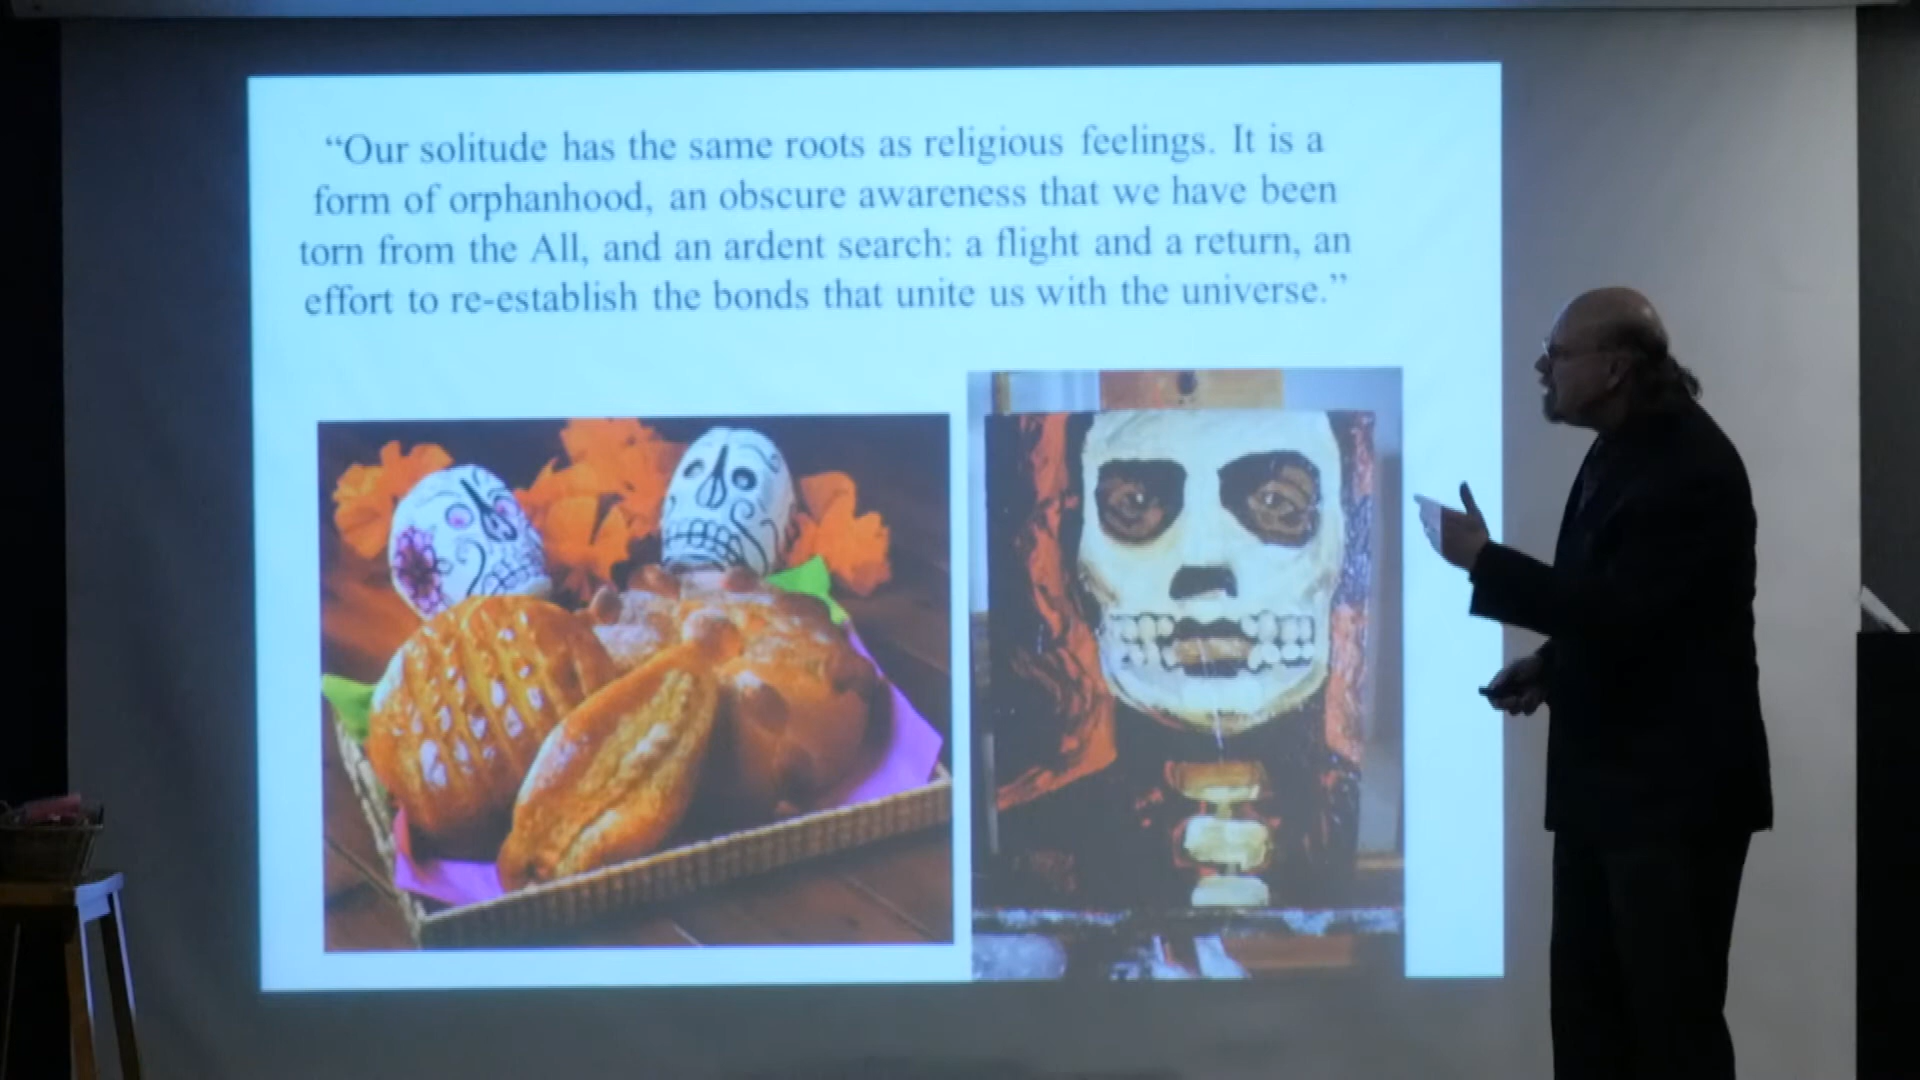 “Our solitude has the same roots as religious feelings. It is a
form of orphanhood, an obscure awareness that we have been
torn from the All, and an ardent search: a flight and a return, an
effort to re-establish the bonds that unite us with the universe.”